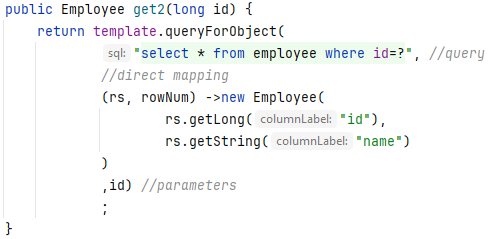 public Employee get2(long id) {
    return template.queryForObject(
            sql: "select * from employee where id=?", //query
            //direct mapping
            (rs, rowNum) ->new Employee(
                    rs.getLong( columnLabel: "id"),
                    rs.getString( columnLabel: "name")
            )
            ,id) //parameters
            ;
}